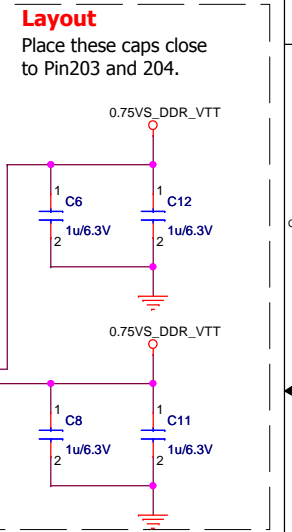 Layout
Place these caps close
to Pin203 and 204.
0.75VS_DDR_VTT
1 C6 1 C12
1u/6.3V 1u/6.3V
2 2
0.75VS_DDR_VTT
1 C8 1 C11
1u/6.3V 1u/6.3V
2 2